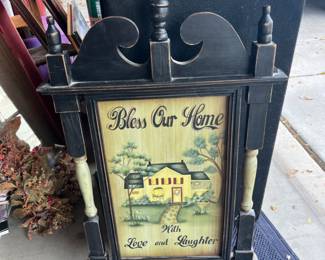 Bless Our Home
With
Love and Laughter